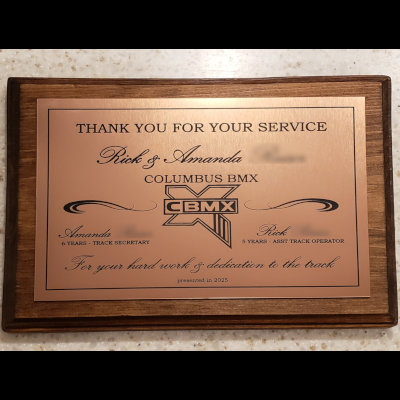 THANK YOU FOR YOUR SERVICE
Rick & Amanda
COLUMBUS BMX
CBMX
Amanda
6 YEARS - TRACK SECRETARY
Rick
5 YEARS - ASST TRACK OPERATOR
For your hard work & dedication to the track
presented in 2025